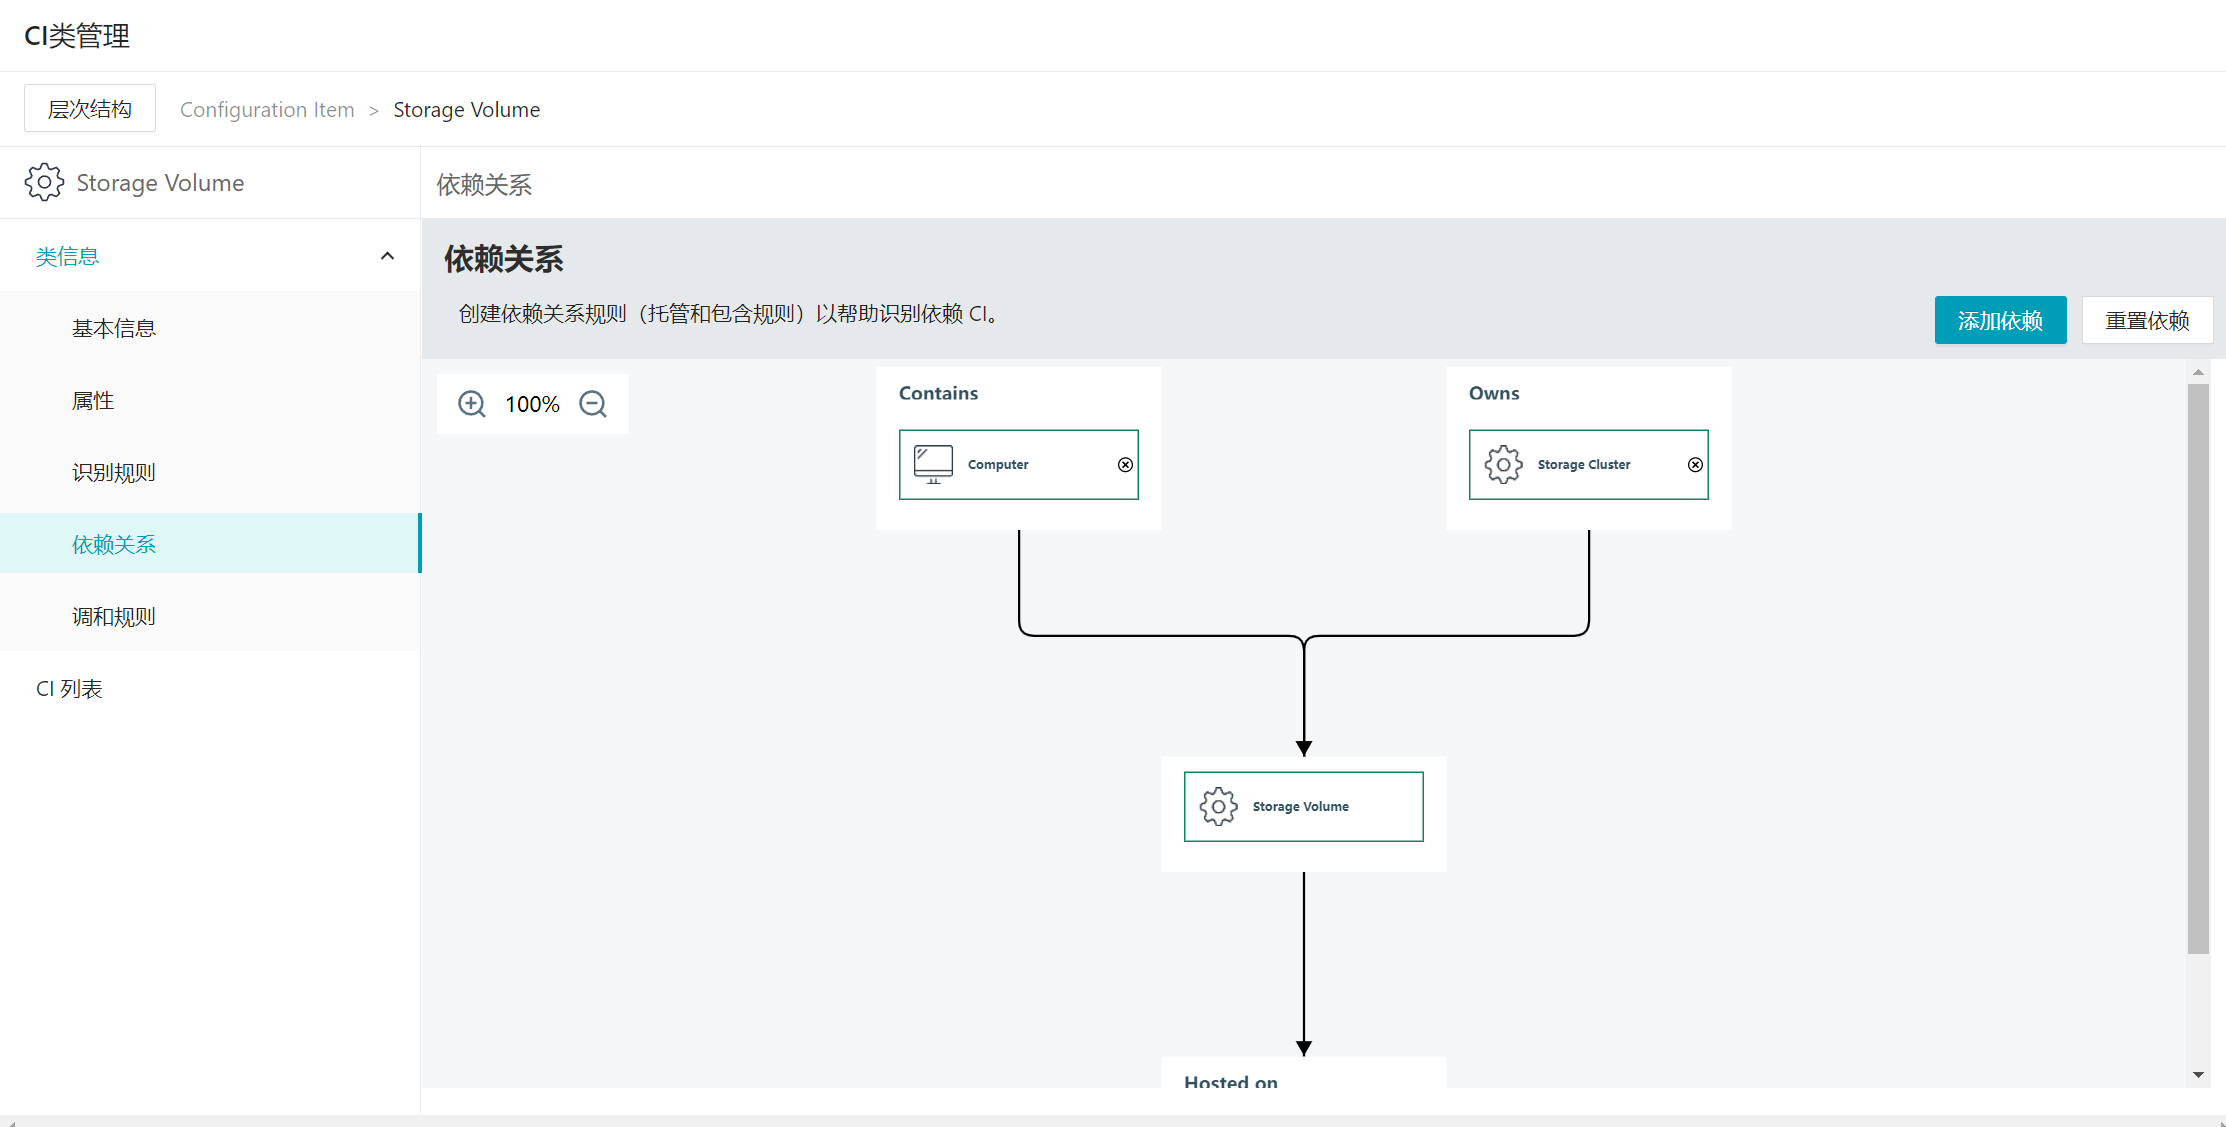 CI类管理
层次结构
Configuration Item > Storage Volume
Storage Volume
类信息
基本信息
属性
识别规则
依赖关系
调和规则
CI 列表
依赖关系
依赖关系
创建依赖关系规则（托管和包含规则）以帮助识别依赖 CI。
添加依赖
重置依赖
100%
Contains
Computer
Owns
Storage Cluster
Storage Volume
Hosted on